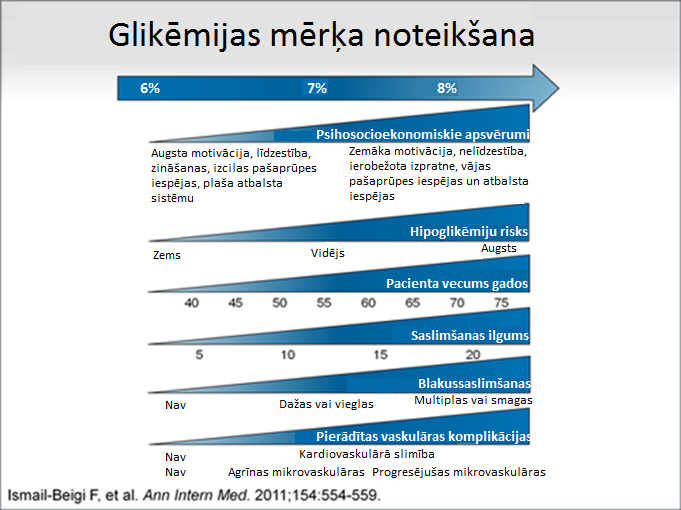 Glikēmijas mērķa noteikšana
6% 7% 8%
Psihosocioekonomiskie apsvērumi
Augsta motivācija, līdzestība,
zināšanas, izcilas pašaprūpes
iespējas, plaša atbalsta
sistēmu
Zemāka motivācija, nelīdzestība,
ierobežota izpratne, vājas
pašaprūpes iespējas un atbalsta
iespējas
Hipoglikēmiju risks
Zems Vidējs Augsts
Pacienta vecums gados
40 45 50 55 60 65 70 75
Saslimšanas ilgums
5 10 15 20
Blakussaslimšanas
Nav Dažas vai vieglas Multiplas vai smagas
Pierādītas vaskulāras komplikācijas
Nav Kardiovaskulārā slimība
Nav Agrīnas mikrovaskulāras Progresējušas mikrovaskulāras
Ismail-Beigi F, et al. Ann Intern Med. 2011;154:554-559.